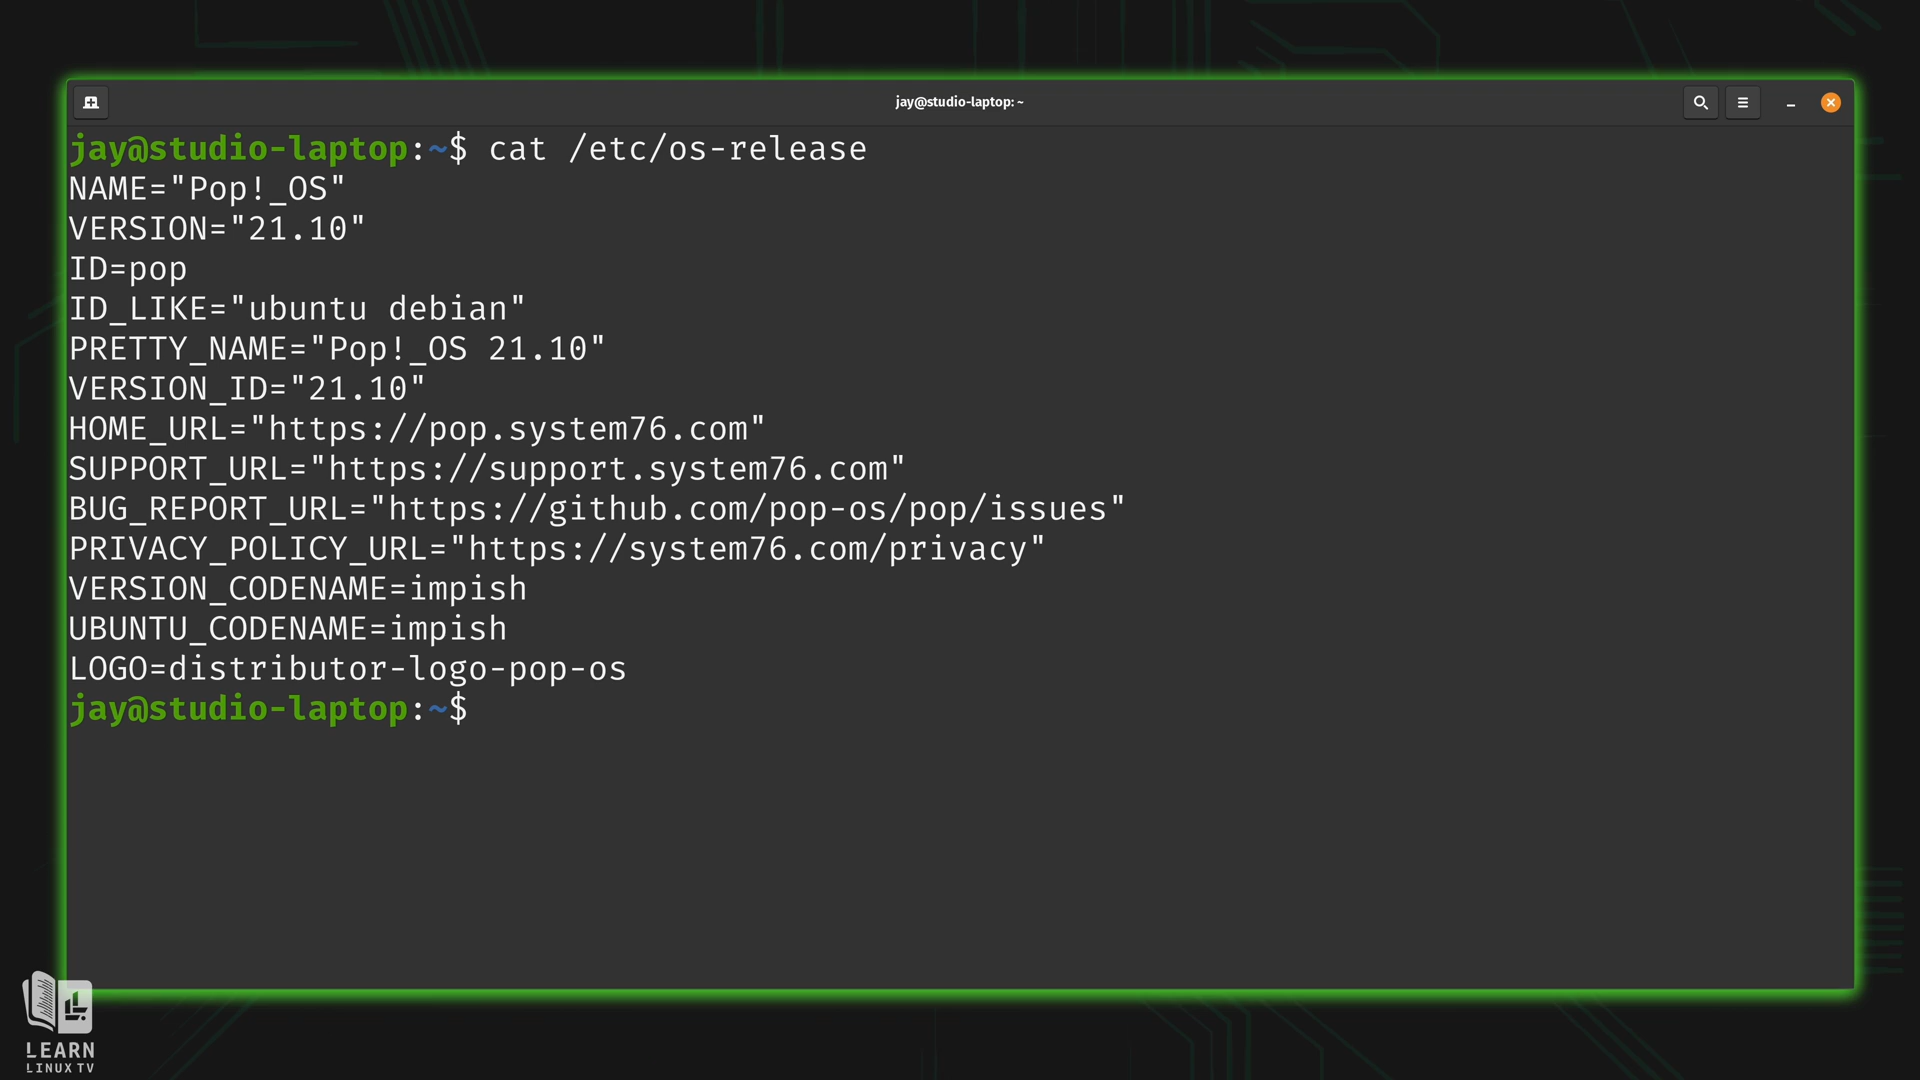 jay@studio-laptop: ~
jay@studio-laptop:~$ cat /etc/os-release
NAME="Pop!_OS"
VERSION="21.10"
ID=pop
ID_LIKE="ubuntu debian"
PRETTY_NAME="Pop!_OS 21.10"
VERSION_ID="21.10"
HOME_URL="https://pop.system76.com"
SUPPORT_URL="https://support.system76.com"
BUG_REPORT_URL="https://github.com/pop-os/pop/issues"
PRIVACY_POLICY_URL="https://system76.com/privacy"
VERSION_CODENAME=impish
UBUNTU_CODENAME=impish
LOGO=distributor-logo-pop-os
jay@studio-laptop:~$
LEARN
LINUX TV